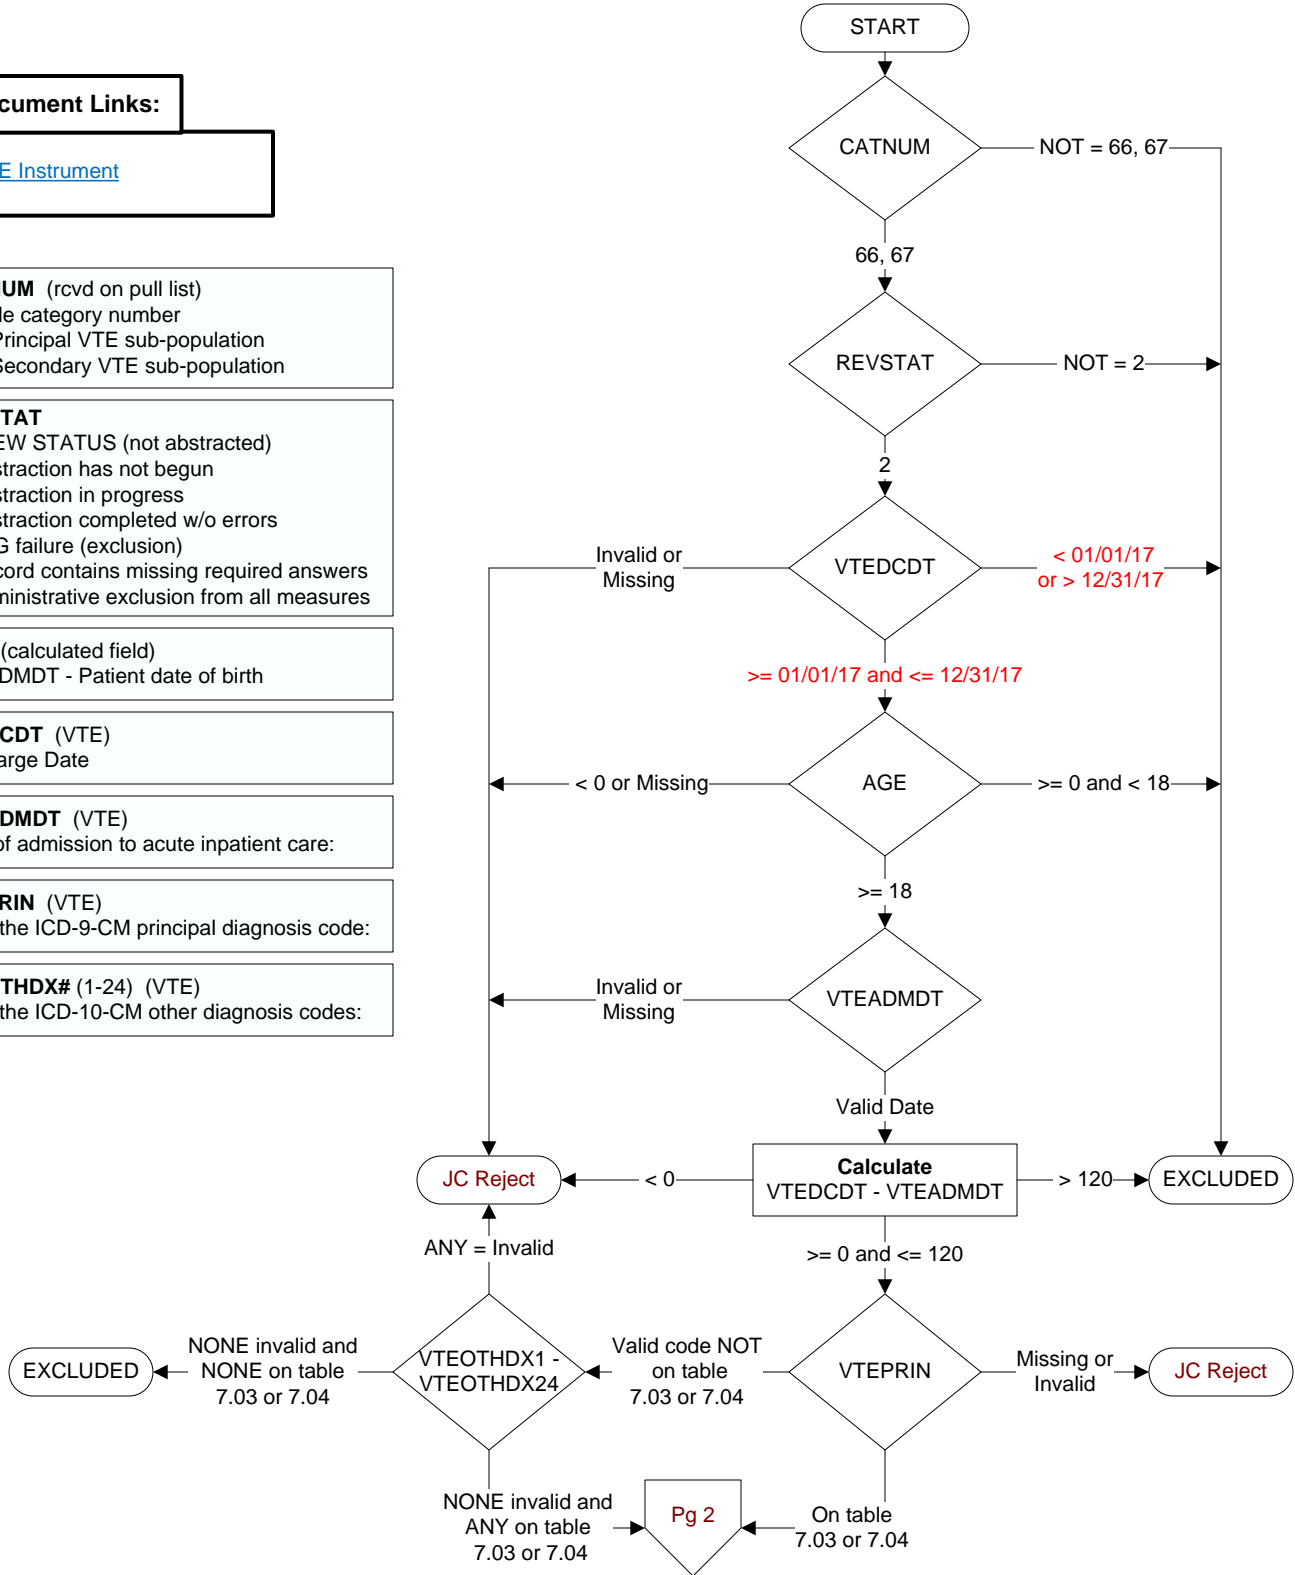 START
cument Links:
E Instrument
CATNUM
NOT = 66, 67
66, 67
UM (rcvd on pull list)
le category number
Principal VTE sub-population
Secondary VTE sub-population
REVSTAT
NOT = 2
2
TAT
EW STATUS (not abstracted)
straction has not begun
straction in progress
straction completed w/o errors
G failure (exclusion)
cord contains missing required answers
ministrative exclusion from all measures
Invalid or
Missing
VTEDCDT
< 01/01/17
or > 12/31/17
>= 01/01/17 and <= 12/31/17
(calculated field)
DMDT - Patient date of birth
CDT (VTE)
arge Date
< 0 or Missing
AGE
>= 0 and < 18
>= 18
DMDT (VTE)
of admission to acute inpatient care:
RIN (VTE)
the ICD-9-CM principal diagnosis code:
THDX# (1-24) (VTE)
the ICD-10-CM other diagnosis codes:
Invalid or
Missing
VTEADMDT
Valid Date
JC Reject
< 0
Calculate
VTEDCDT - VTEADMDT
> 120
EXCLUDED
ANY = Invalid
>= 0 and <= 120
EXCLUDED
NONE invalid and
NONE on table
7.03 or 7.04
VTEOTHDX1 -
VTEOTHDX24
Valid code NOT
on table
7.03 or 7.04
VTEPRIN
Missing or
Invalid
JC Reject
NONE invalid and
ANY on table
7.03 or 7.04
Pg 2
On table
7.03 or 7.04